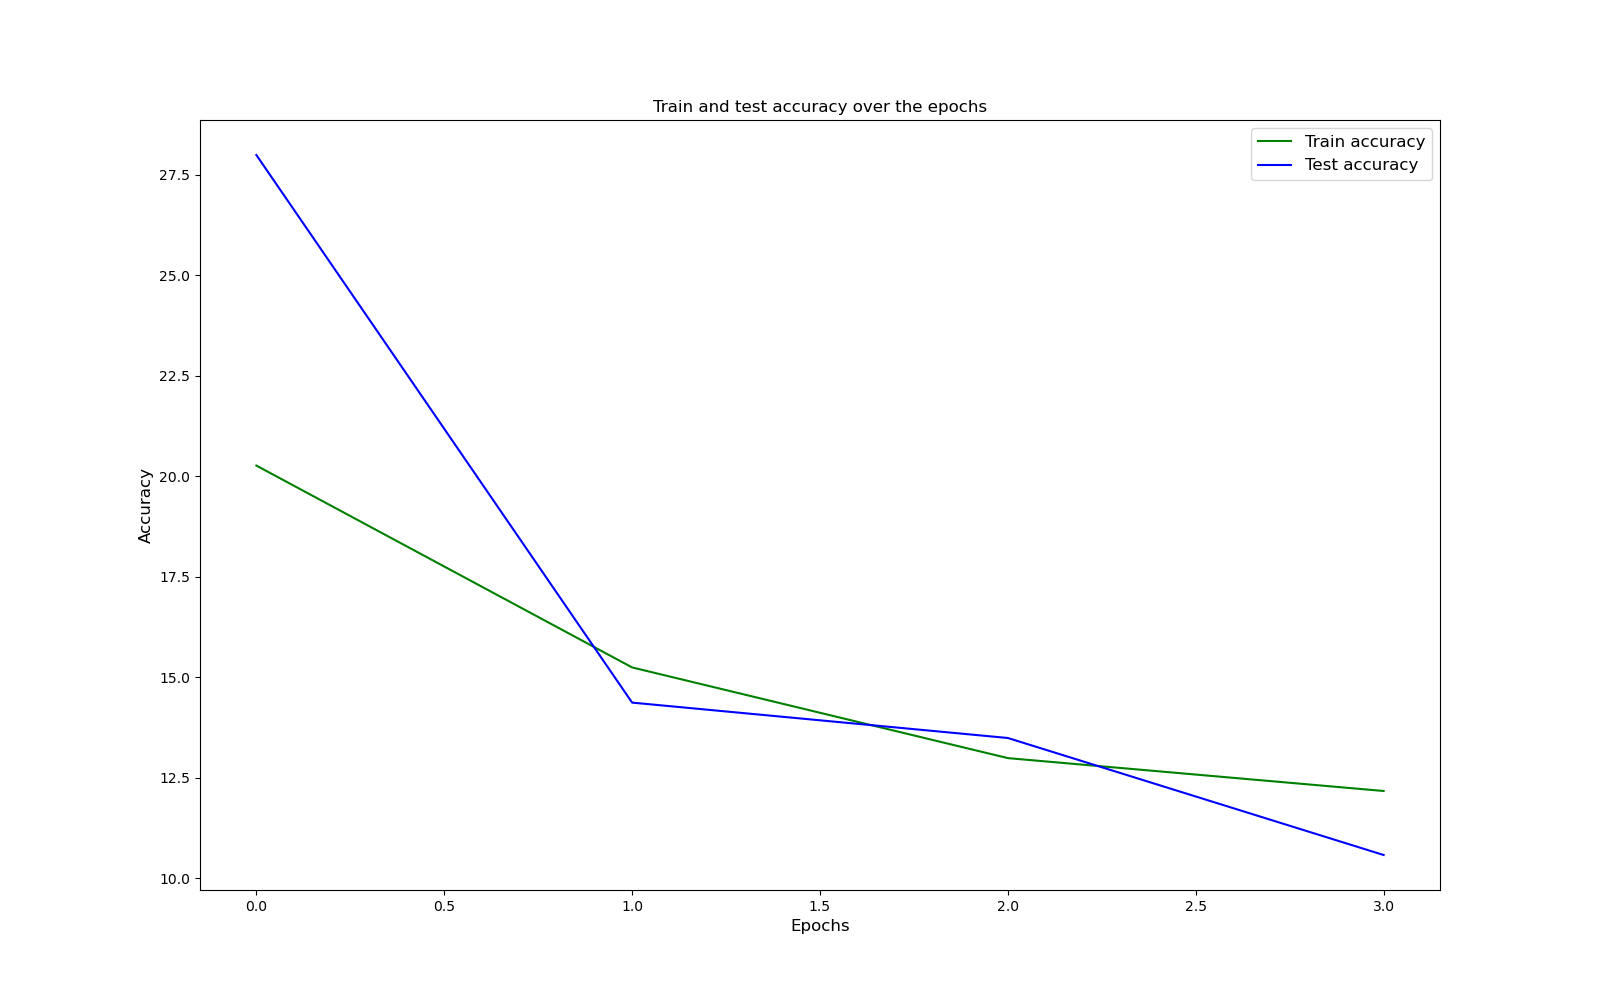 Train and test accuracy over the epochs
Train accuracy
Test accuracy
27.5
25.0
22.5
20.0
17.5
15.0
12.5
10.0
Accuracy
0.0 0.5 1.0 1.5 2.0 2.5 3.0
Epochs